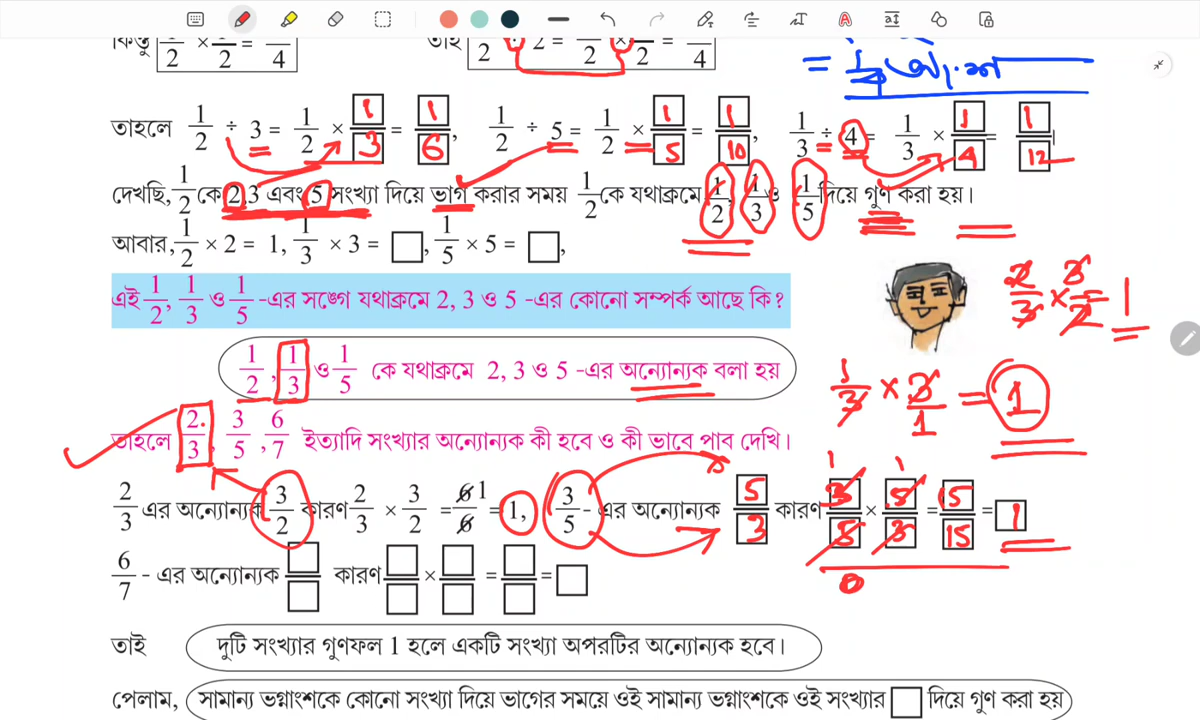 কিন্তু 1/2 × 1/2 = 1/4 তাই 1/2 ÷ 2 = 1/2 × 1/2 = 1/4 = 1/4 অংশ
তাহলে 1/2 ÷ 3 = 1/2 × 1/3 = 1/6, 1/2 ÷ 5 = 1/2 × 1/5 = 1/10, 1/3 ÷ 4 = 1/3 × 1/4 = 1/12
দেখছি, 1/2 কে 2,3 এবং 5 সংখ্যা দিয়ে ভাগ করার সময় 1/2 কে যথাক্রমে 1/2, 1/3 ও 1/5 দিয়ে গুণ করা হয়।
আবার, 1/2 × 2 = 1, 1/3 × 3 = □, 1/5 × 5 = □,
এই 1/2, 1/3 ও 1/5 -এর সঙ্গে যথাক্রমে 2, 3 ও 5 -এর কোনো সম্পর্ক আছে কি?
2/3 × 3/2 = 1
1/2, 1/3 ও 1/5 কে যথাক্রমে 2, 3 ও 5 -এর অন্যোন্যক বলা হয়
1/3 × 3/1 = 1
তাহলে 2/3, 3/5, 6/7 ইত্যাদি সংখ্যার অন্যোন্যক কী হবে ও কী ভাবে পাব দেখি।
2/3 এর অন্যোন্যক 3/2 কারণ 2/3 × 3/2 = 6/6 1 = 1, 3/5 - এর অন্যোন্যক 5/3 কারণ 3/5 × 5/3 = 15/15 = 1
6/7 - এর অন্যোন্যক □/□ কারণ □/□ × □/□ = □/□ = □
তাই দুটি সংখ্যার গুণফল 1 হলে একটি সংখ্যা অপরটির অন্যোন্যক হবে।
পেলাম, সামান্য ভগ্নাংশকে কোনো সংখ্যা দিয়ে ভাগের সময়ে ওই সামান্য ভগ্নাংশকে ওই সংখ্যার □ দিয়ে গুণ করা হয়